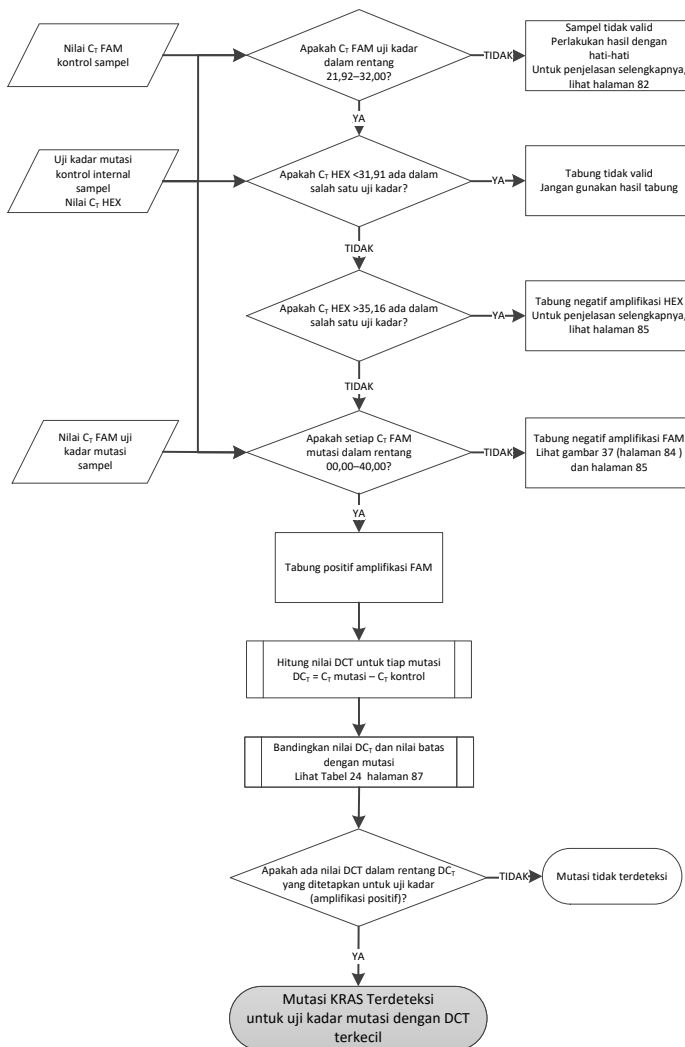 Nilai CT FAM
kontrol sampel
Apakah CT FAM uji kadar
dalam rentang
21,92–32,00?
TIDAK
Sampel tidak valid
Perlakukan hasil dengan
hati-hati
Untuk penjelasan selengkapnya,
lihat halaman 82
YA
Uji kadar mutasi
kontrol internal
sampel
Nilai CT HEX
Apakah CT HEX <31,91 ada dalam
salah satu uji kadar?
YA
Tabung tidak valid
Jangan gunakan hasil tabung
TIDAK
Apakah CT HEX >35,16 ada dalam
salah satu uji kadar?
YA
Tabung negatif amplifikasi HEX
Untuk penjelasan selengkapnya,
lihat halaman 85
TIDAK
Nilai CT FAM uji
kadar mutasi
sampel
Apakah setiap CT FAM
mutasi dalam rentang
00,00–40,00?
TIDAK
Tabung negatif amplifikasi FAM
Lihat gambar 37 (halaman 84 )
dan halaman 85
YA
Tabung positif amplifikasi FAM
Hitung nilai DCT untuk tiap mutasi
DCT = CT mutasi – CT kontrol
Bandingkan nilai DCT dan nilai batas
dengan mutasi
Lihat Tabel 24 halaman 87
Apakah ada nilai DCT dalam rentang DCT
yang ditetapkan untuk uji kadar
(amplifikasi positif)?
TIDAK
Mutasi tidak terdeteksi
YA
Mutasi KRAS Terdeteksi
untuk uji kadar mutasi dengan DCT
terkecil